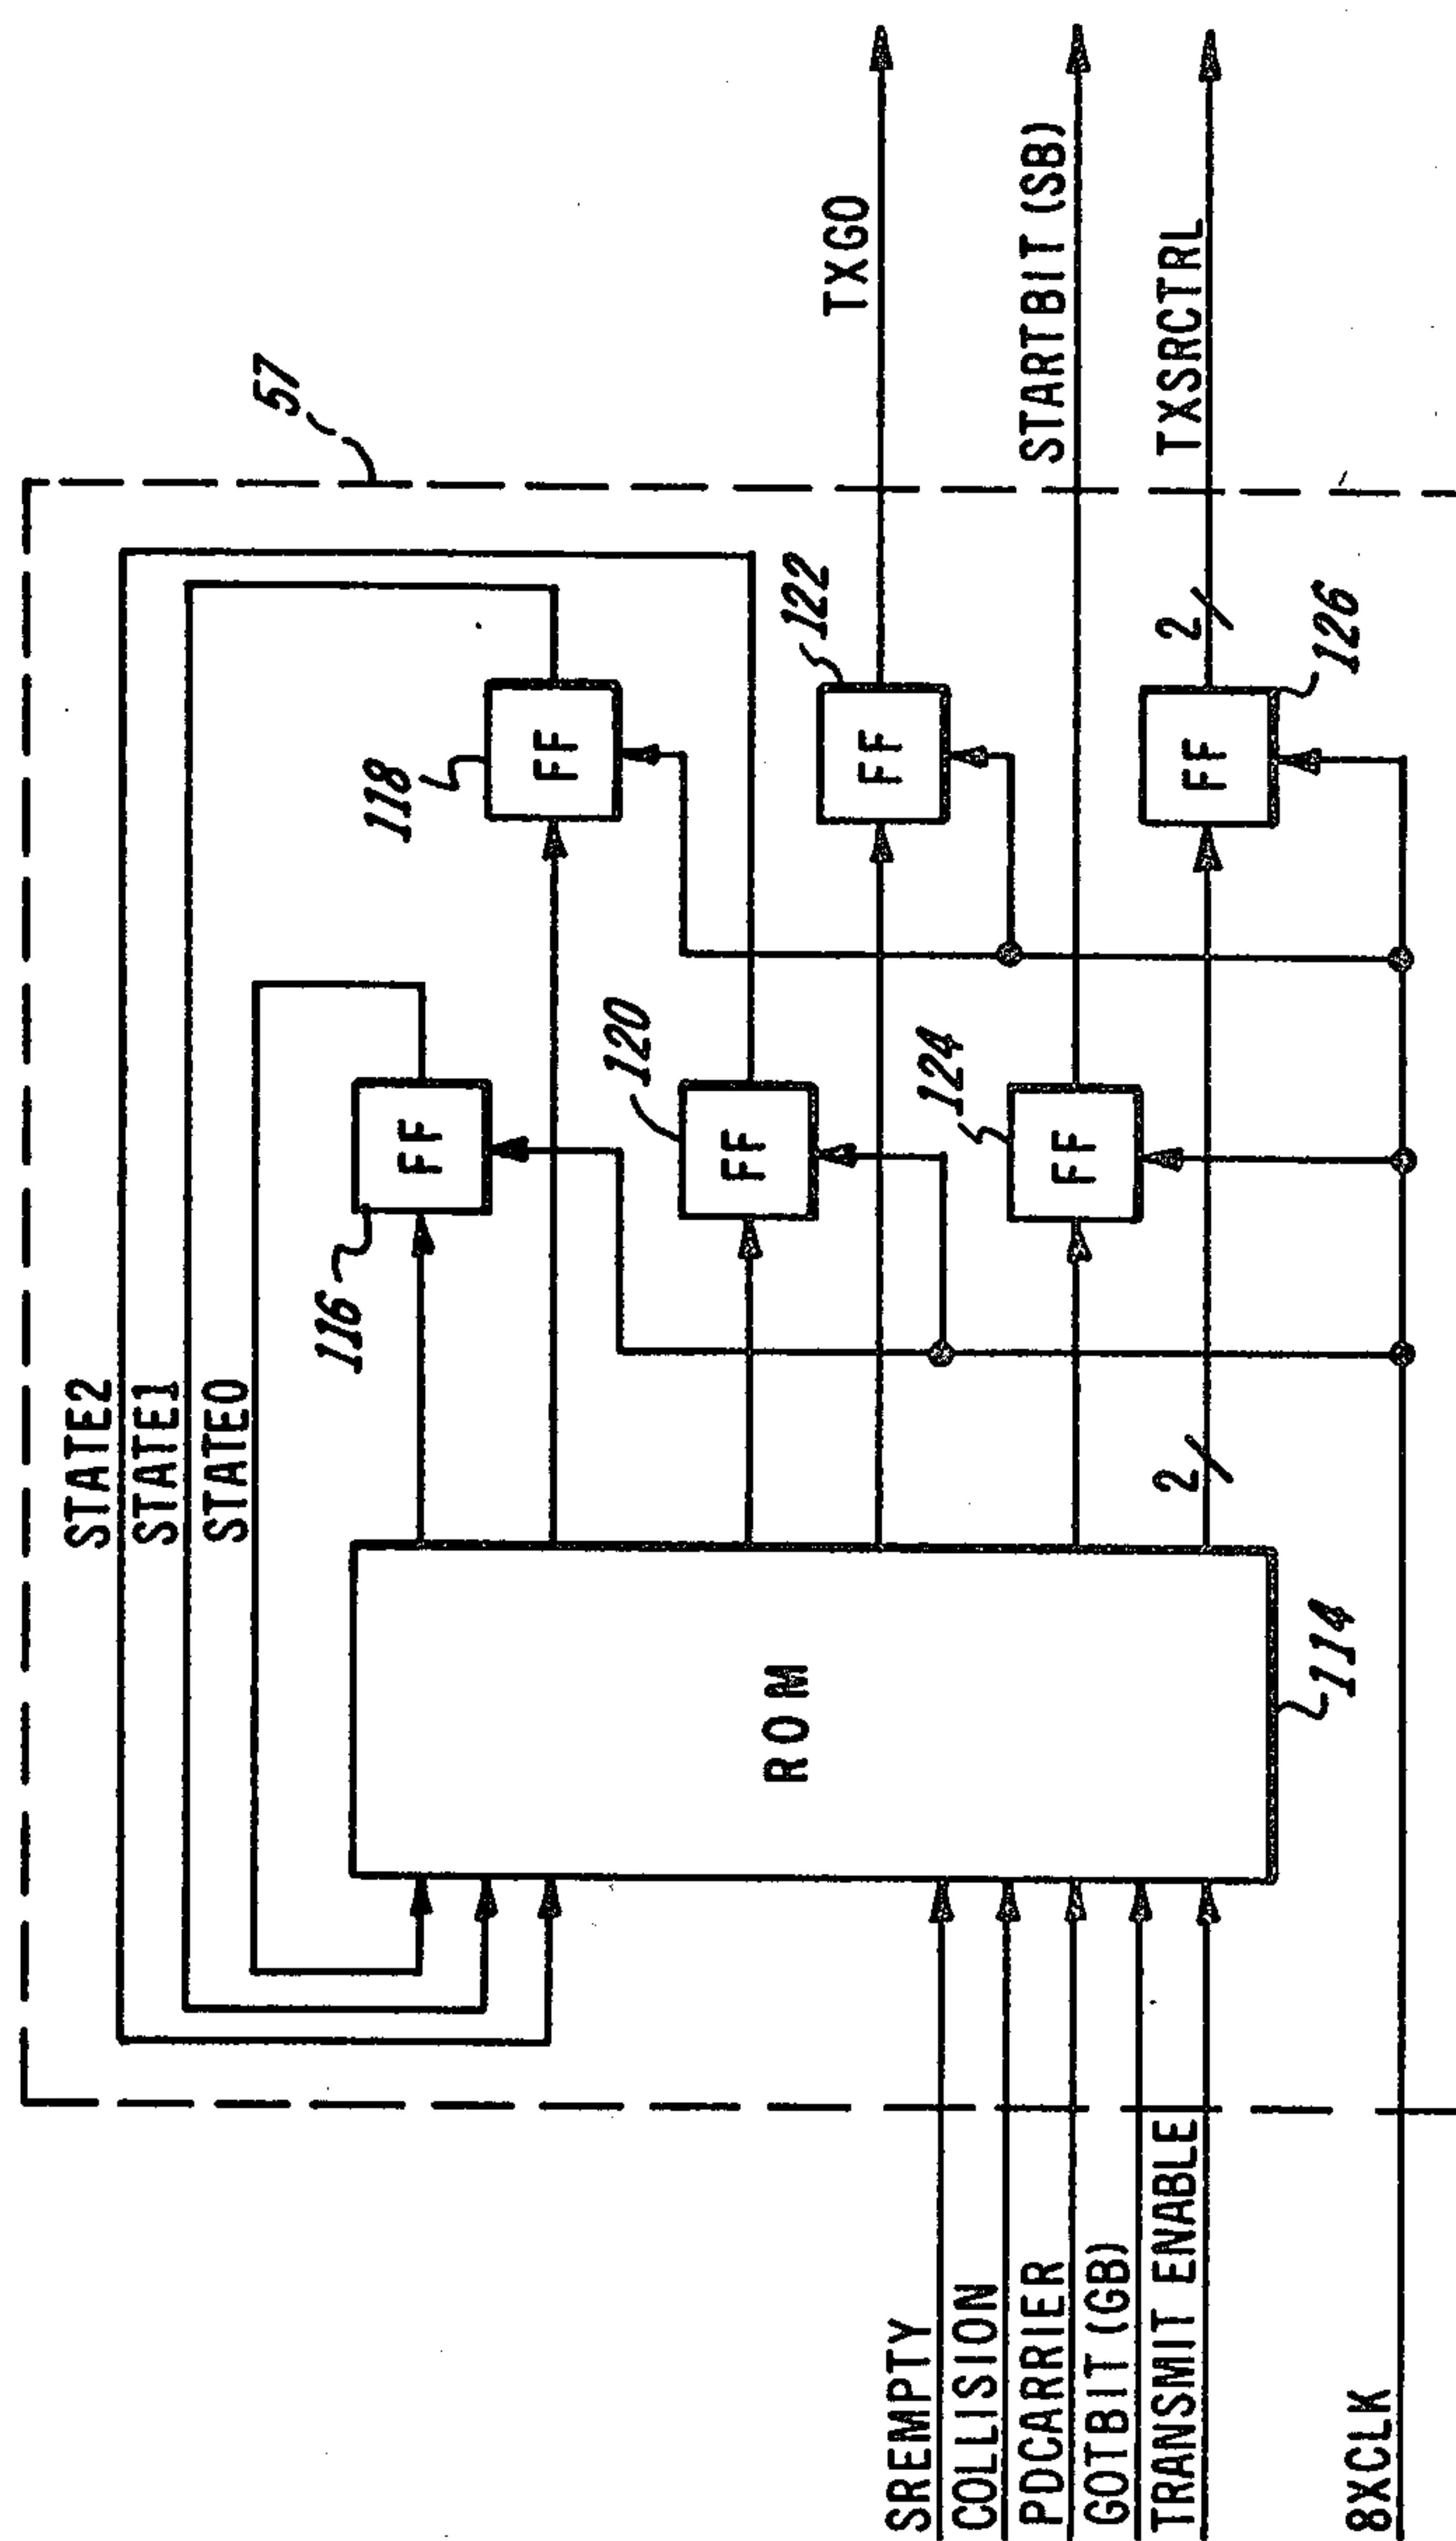 57
STATE2
STATE1
STATE0
116
FF
118
FF
120
FF
122
FF
TXGO
124
FF
STARTBIT (SB)
2
FF
2
126
TXSRCTRL
ROM
114
SREMPTY
COLLISION
PDCARRIER
GOTBIT (GB)
TRANSMIT ENABLE
8XCLK